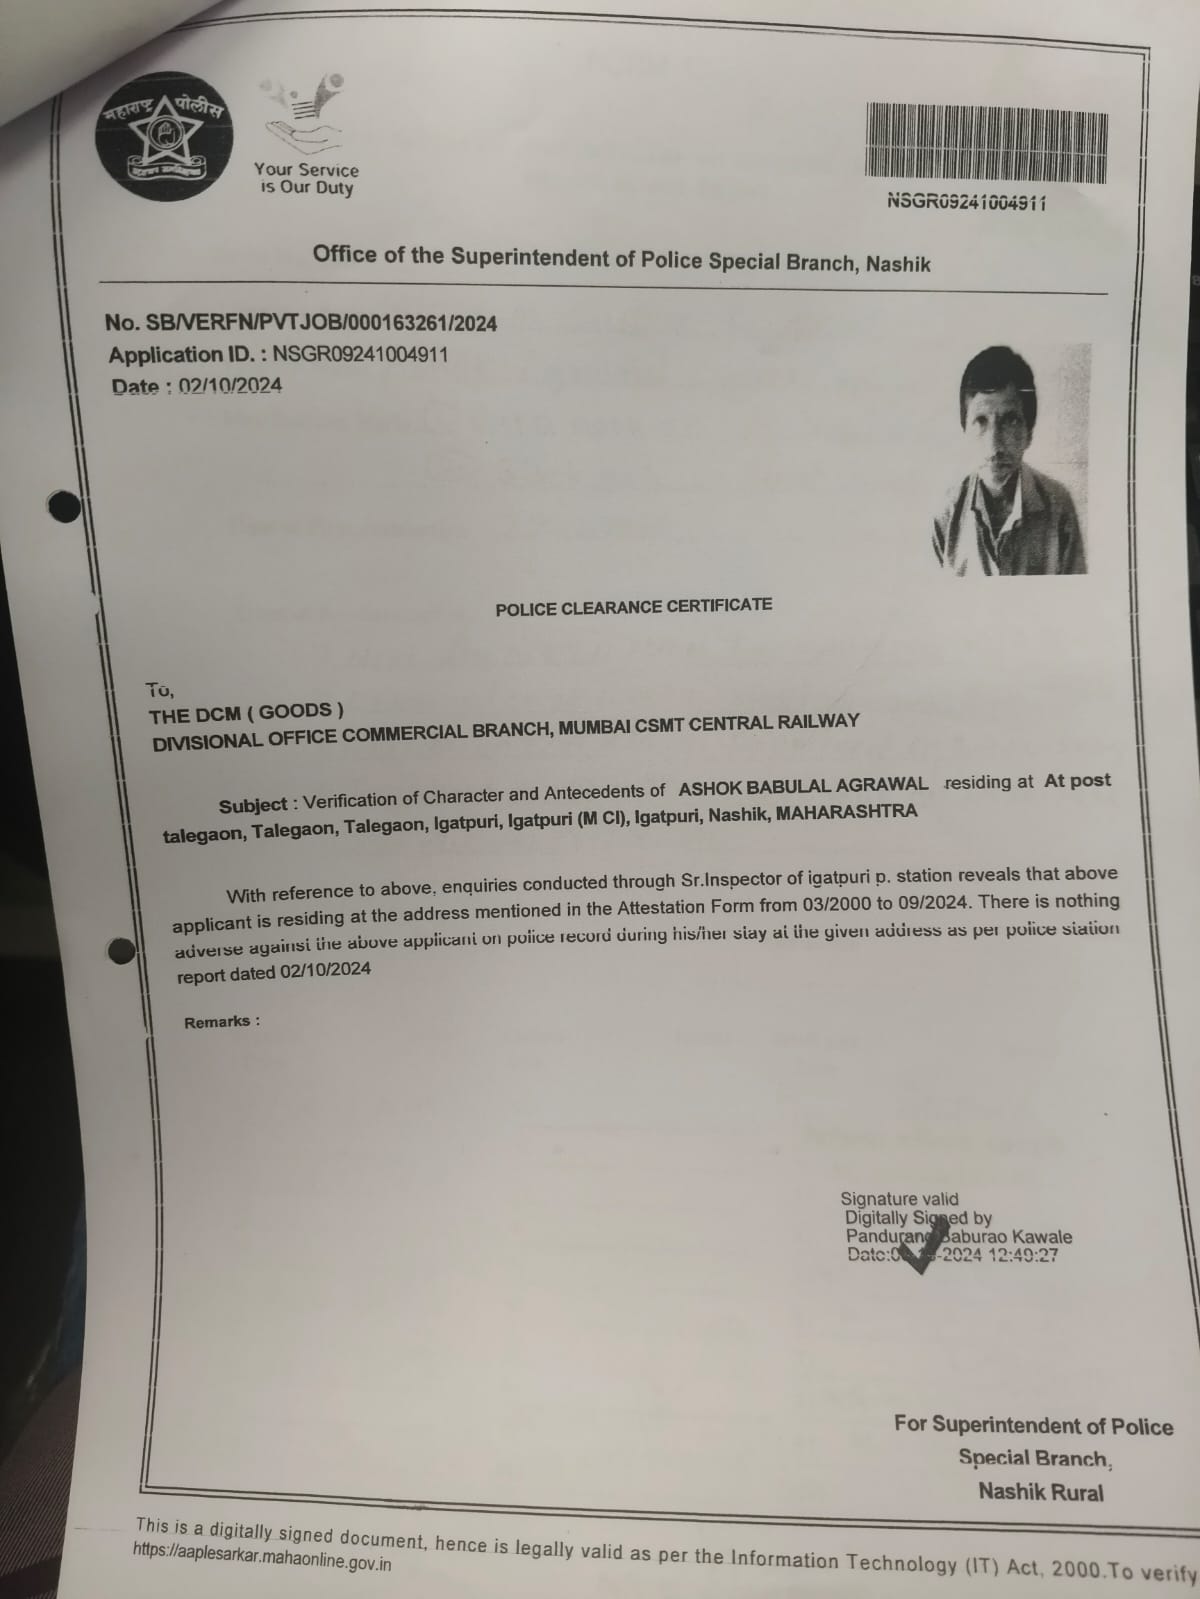 महाराष्ट्र पोलीस
Your Service
is Our Duty
NSGR09241004911
Office of the Superintendent of Police Special Branch, Nashik
No. SB/VERFN/PVTJOB/000163261/2024
Application ID. : NSGR09241004911
Date : 02/10/2024
POLICE CLEARANCE CERTIFICATE
To,
THE DCM ( GOODS )
DIVISIONAL OFFICE COMMERCIAL BRANCH, MUMBAI CSMT CENTRAL RAILWAY
Subject : Verification of Character and Antecedents of ASHOK BABULAL AGRAWAL residing at At post
talegaon, Talegaon, Talegaon, Igatpuri, Igatpuri (M CI), Igatpuri, Nashik, MAHARASHTRA
With reference to above, enquiries conducted through Sr.Inspector of igatpuri p. station reveals that above
applicant is residing at the address mentioned in the Attestation Form from 03/2000 to 09/2024. There is nothing
adverse against the above applicant on police record during his/her stay at the given address as per police station
report dated 02/10/2024
Remarks :
Signature valid
Digitally Signed by
Pandurang Baburao Kawale
-2024 12:49:27
For Superintendent of Police
Special Branch,
Nashik Rural
This is a digitally signed document, hence is legally valid as per the Information Technology (IT) Act, 2000.To verify
https://aaplesarkar.mahaonline.gov.in